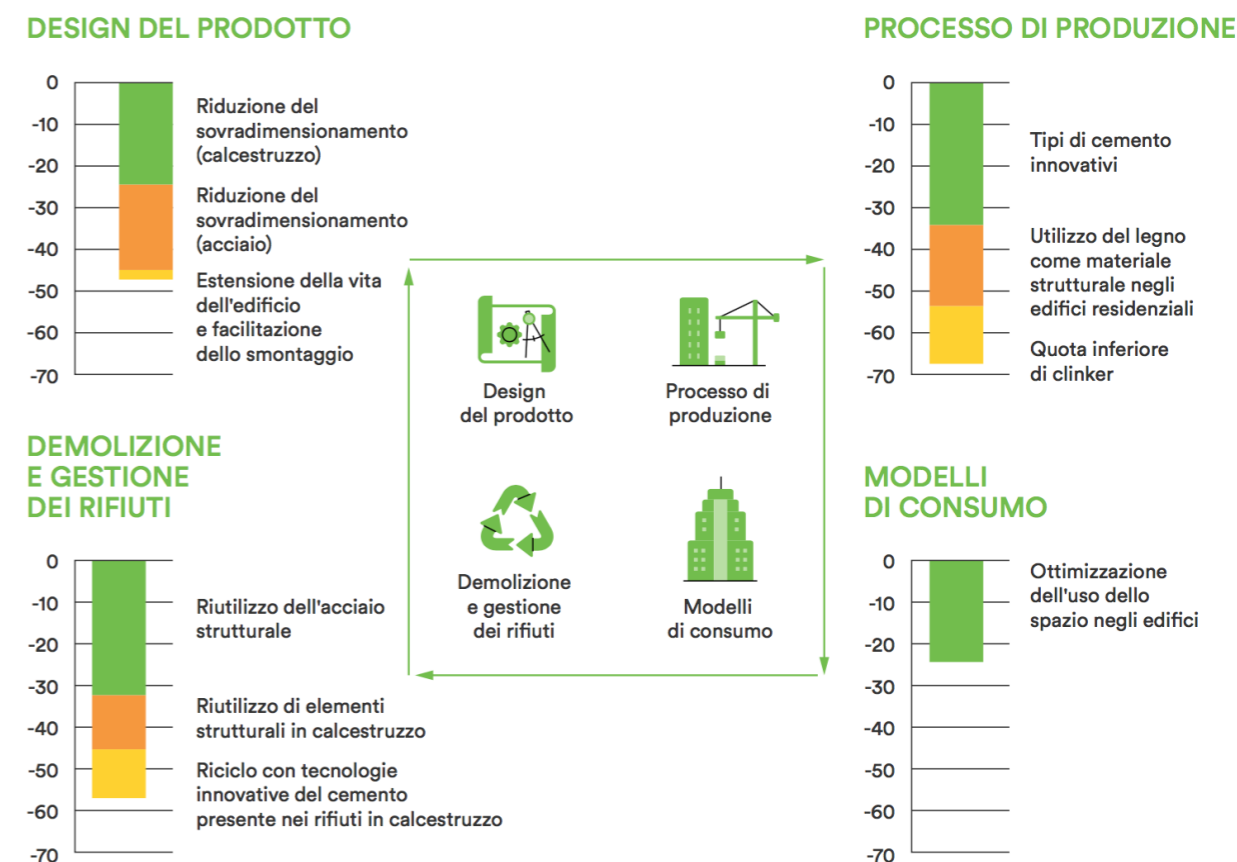 DESIGN DEL PRODOTTO
0
-10
-20
-30
-40
-50
-60
-70
Riduzione del
sovradimensionamento
(calcestruzzo)
Riduzione del
sovradimensionamento
(acciaio)
Estensione della vita
dell'edificio
e facilitazione
dello smontaggio
PROCESSO DI PRODUZIONE
0
-10
-20
-30
-40
-50
-60
-70
Tipi di cemento
innovativi
Utilizzo del legno
come materiale
strutturale negli
edifici residenziali
Quota inferiore
di clinker
Design
del prodotto
Processo di
produzione
Demolizione
e gestione
dei rifiuti
Modelli
di consumo
DEMOLIZIONE
E GESTIONE
DEI RIFIUTI
0
-10
-20
-30
-40
-50
-60
-70
Riutilizzo dell'acciaio
strutturale
Riutilizzo di elementi
strutturali in calcestruzzo
Riciclo con tecnologie
innovative del cemento
presente nei rifiuti in calcestruzzo
MODELLI
DI CONSUMO
0
-10
-20
-30
-40
-50
-60
-70
Ottimizzazione
dell'uso dello
spazio negli edifici